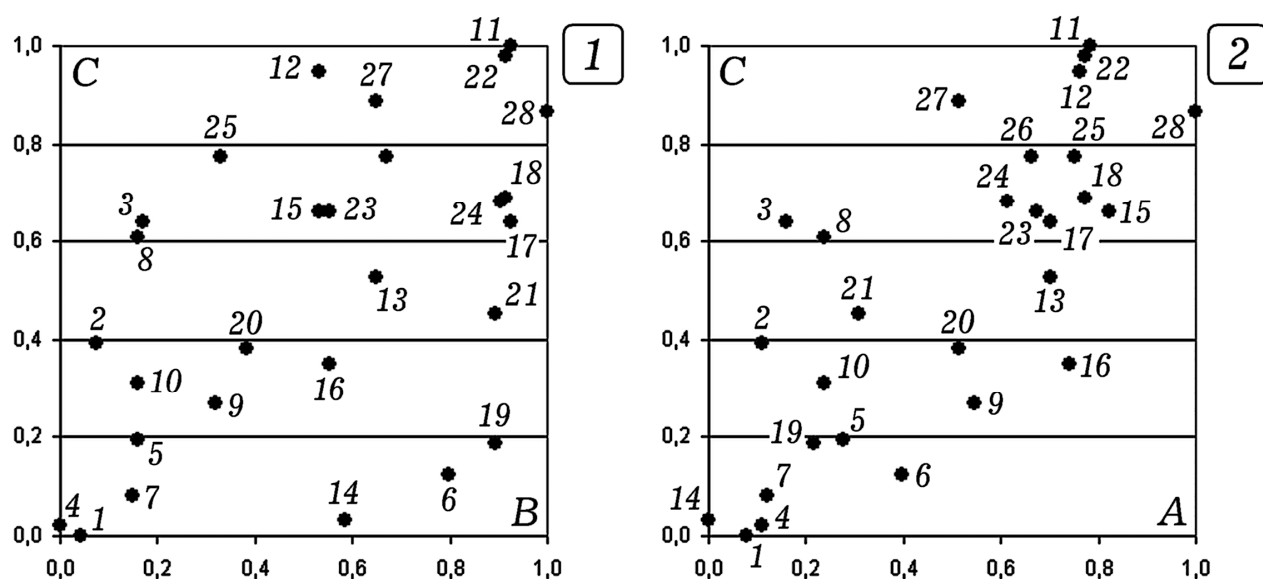 1,0 C 12 27 11 22 28 1
0,8 25
3 15 23 24 18 17
0,6 8
13 21
0,4 2 20
10 9 16
0,2 5 19
7 14 6
0,0 4 1 B
0,0 0,2 0,4 0,6 0,8 1,0
1,0 C 27 11 22 12 28 2
0,8 26 25
3 8 24 18 15
0,6 23 17
21 13
0,4 2 20
10 9 16
0,2 19 5
7 6
0,0 14 4 1 A
0,0 0,2 0,4 0,6 0,8 1,0